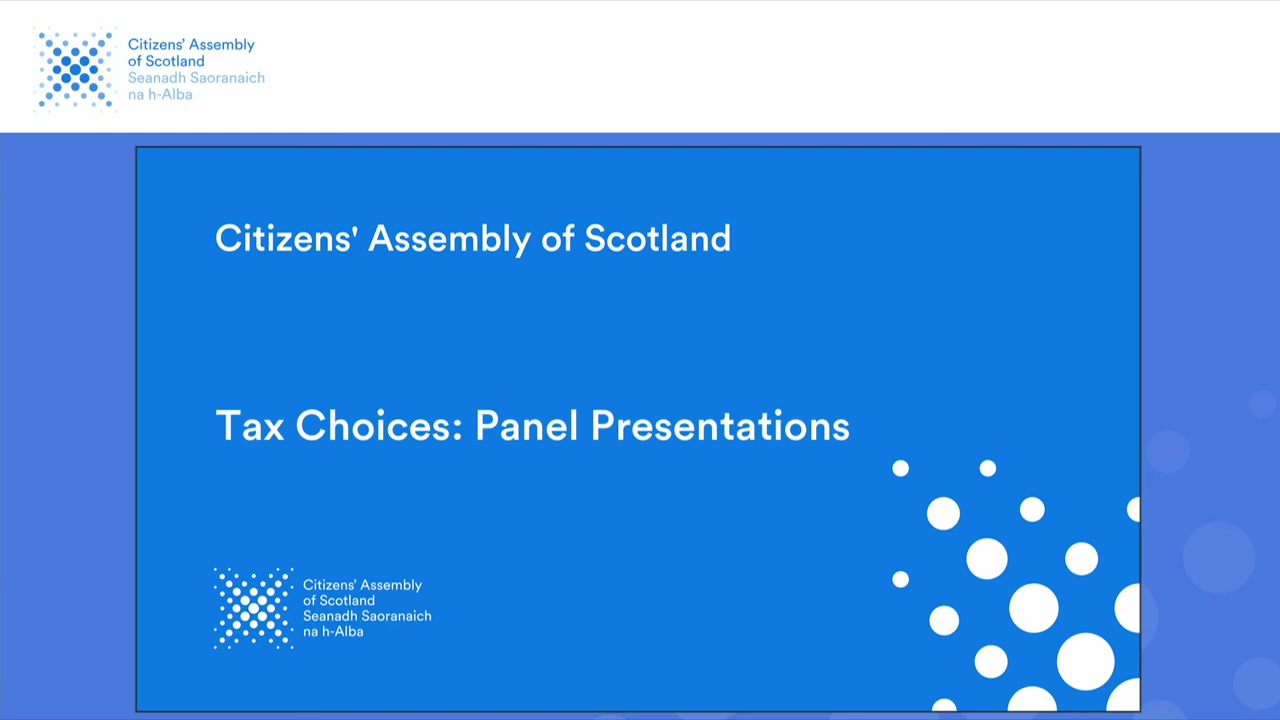 Citizens’ Assembly
of Scotland
Seanadh Saoranaich
na h-Alba
Citizens' Assembly of Scotland
Tax Choices: Panel Presentations
Citizens’ Assembly
of Scotland
Seanadh Saoranaich
na h-Alba